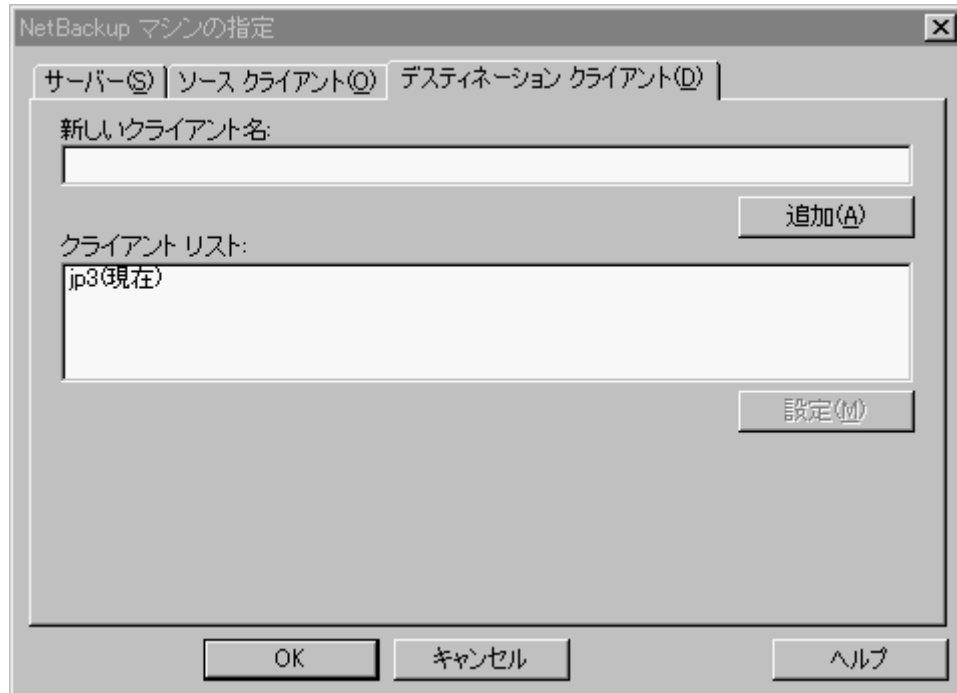 NetBackup マシンの指定
サーバー(S) ソース クライアント(O) デスティネーション クライアント(D)
新しいクライアント名:
追加(A)
クライアント リスト:
jp3(現在)
設定(M)
OK キャンセル ヘルプ